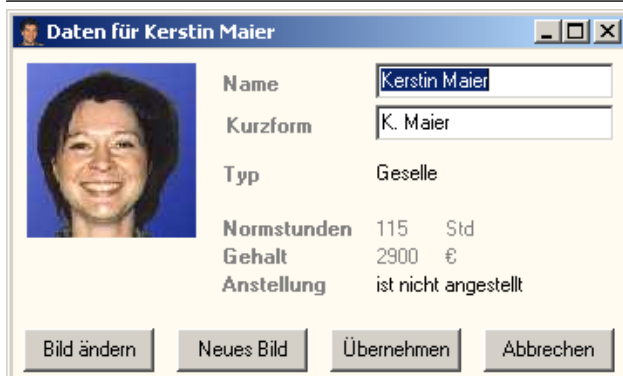 Daten für Kerstin Maier
Name Kerstin Maier
Kurzform K. Maier
Typ Geselle
Normstunden 115 Std
Gehalt 2900 €
Anstellung ist nicht angestellt
Bild ändern Neues Bild Übernehmen Abbrechen